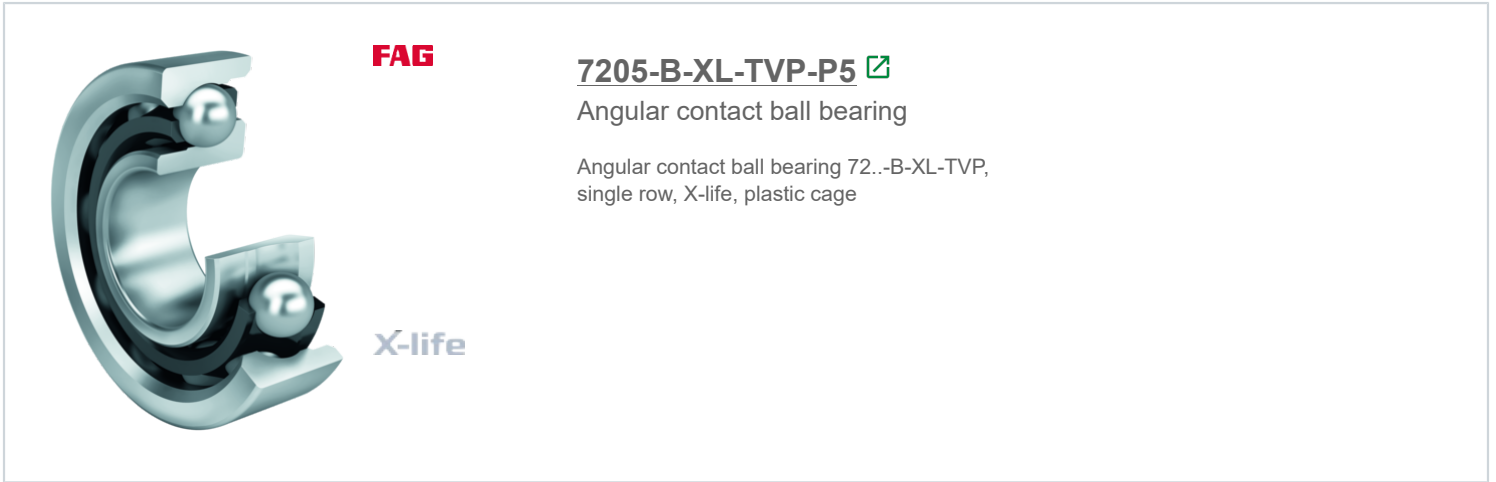 FAG
7205-B-XL-TVP-P5
Angular contact ball bearing
Angular contact ball bearing 72..-B-XL-TVP,
single row, X-life, plastic cage
X-life